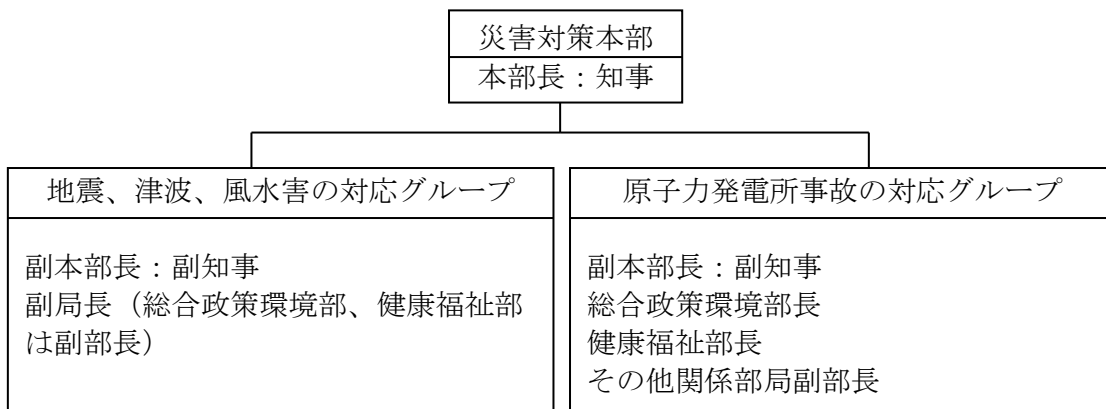 災害対策本部
本部長：知事
地震、津波、風水害の対応グループ
副本部長：副知事
副局長（総合政策環境部、健康福祉部
は副部長）
原子力発電所事故の対応グループ
副本部長：副知事
総合政策環境部長
健康福祉部長
その他関係部局副部長